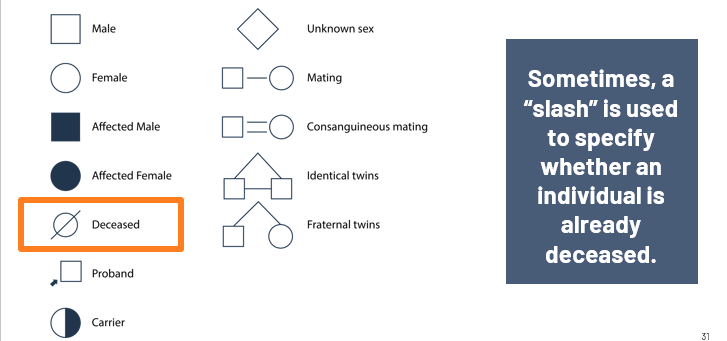 Male
Female
Affected Male
Affected Female
Deceased
Proband
Carrier
Unknown sex
Mating
Consanguineous mating
Identical twins
Fraternal twins
Sometimes, a
“slash” is used
to specify
whether an
individual is
already
deceased.
31